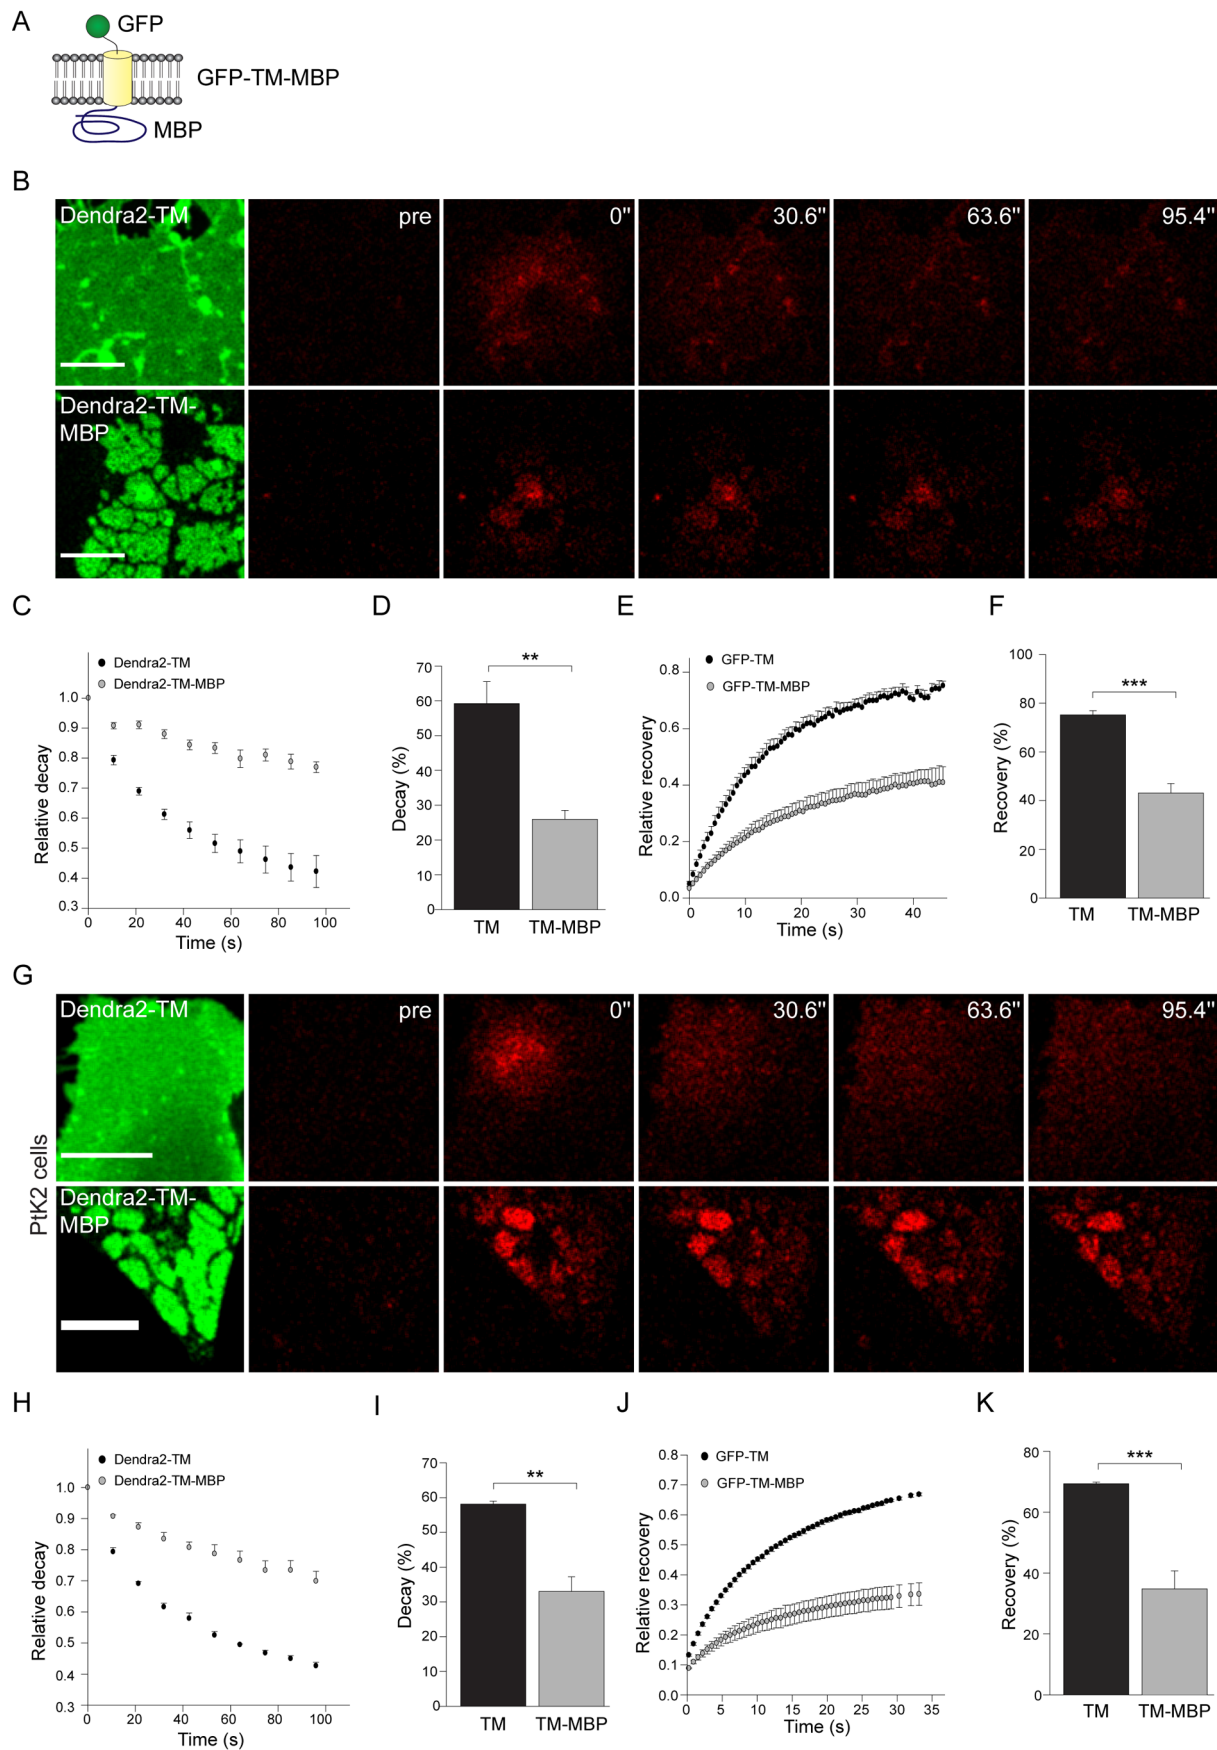 A
GFP
GFP-TM-MBP
MBP
B
Dendra2-TM
pre
0"
30.6"
63.6"
95.4"
Dendra2-TM-
MBP
C
D
E
F
Relative decay
1.0
0.9
0.8
0.7
0.6
0.5
0.4
0.3
Dendra2-TM
Dendra2-TM-MBP
0 20 40 60 80 100
Time (s)
Decay (%)
70
60
50
40
30
20
10
0
**
TM TM-MBP
Relative recovery
0.8
0.6
0.4
0.2
0.0
GFP-TM
GFP-TM-MBP
0 10 20 30 40
Time (s)
Recovery (%)
100
80
60
40
20
0
***
TM TM-MBP
G
PtK2 cells
Dendra2-TM
pre
0"
30.6"
63.6"
95.4"
Dendra2-TM-
MBP
H
I
J
K
Relative decay
1.0
0.9
0.8
0.7
0.6
0.5
0.4
0.3
Dendra2-TM
Dendra2-TM-MBP
0 20 40 60 80 100
Time (s)
Decay (%)
70
60
50
40
30
20
10
0
**
TM TM-MBP
Relative recovery
0.8
0.7
0.6
0.5
0.4
0.3
0.2
0.1
0.0
GFP-TM
GFP-TM-MBP
0 5 10 15 20 25 30 35
Time (s)
Recovery (%)
80
60
40
20
0
***
TM TM-MBP